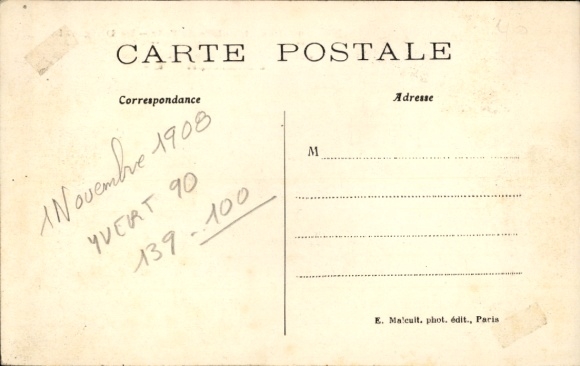 CARTE POSTALE
Correspondance
Adresse
1 Novembre 1908
YVERT 90
139 - 100
M
E. Malcuit, phot. édit., Paris